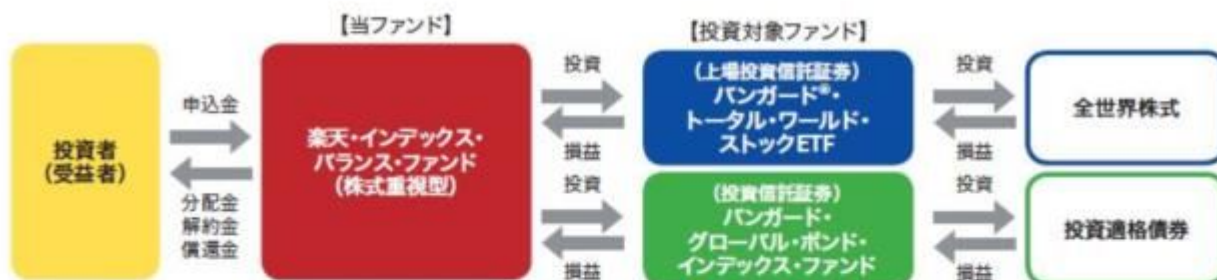 【当ファンド】
【投資対象ファンド】
投資者
(受益者)
申込金
分配金
解約金
償還金
楽天・インデックス・
バランス・ファンド
(株式重視型)
投資
損益
投資
損益
(上場投資信託証券)
バンガード®・
トータル・ワールド・
ストックETF
(投資信託証券)
バンガード・
グローバル・ボンド・
インデックス・ファンド
投資
損益
投資
損益
全世界株式
投資適格債券